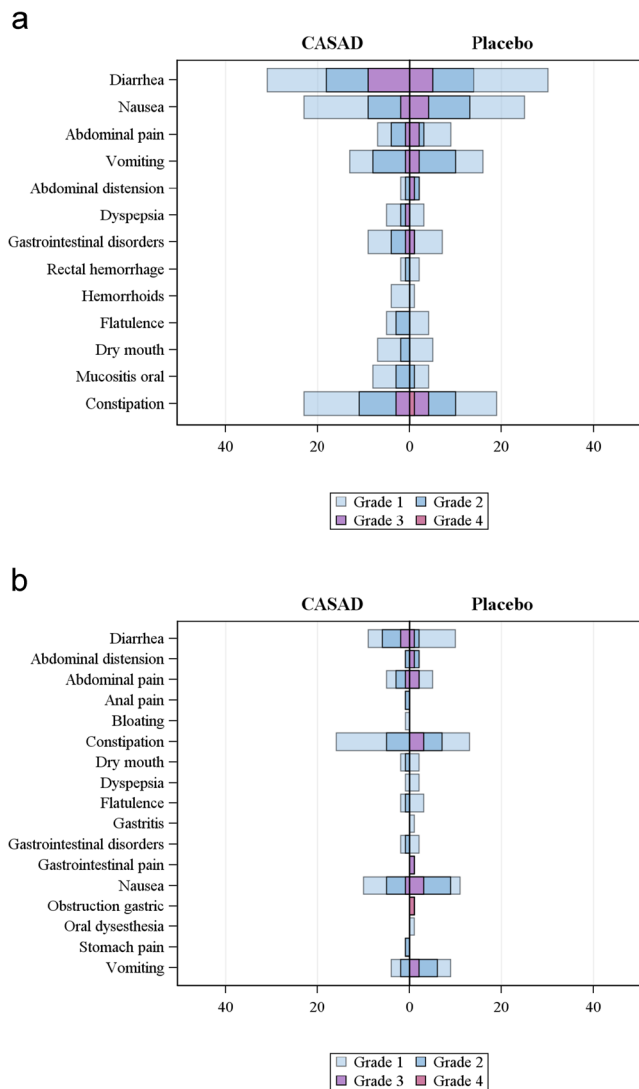 a
CASAD Placebo
Diarrhea
Nausea
Abdominal pain
Vomiting
Abdominal distension
Dyspepsia
Gastrointestinal disorders
Rectal hemorrhage
Hemorrhoids
Flatulence
Dry mouth
Mucositis oral
Constipation
40 20 0 20 40
Grade 1 Grade 2
Grade 3 Grade 4
b
CASAD Placebo
Diarrhea
Abdominal distension
Abdominal pain
Anal pain
Bloating
Constipation
Dry mouth
Dyspepsia
Flatulence
Gastritis
Gastrointestinal disorders
Gastrointestinal pain
Nausea
Obstruction gastric
Oral dysesthesia
Stomach pain
Vomiting
40 20 0 20 40
Grade 1 Grade 2
Grade 3 Grade 4